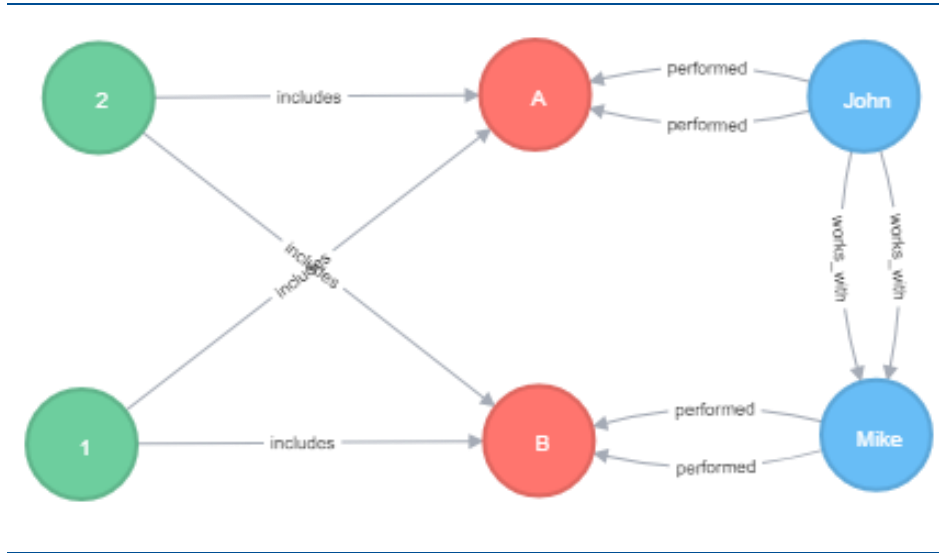 2
includes
A
performed
performed
John
includes
includes
works_with
works_with
1
includes
B
performed
performed
Mike